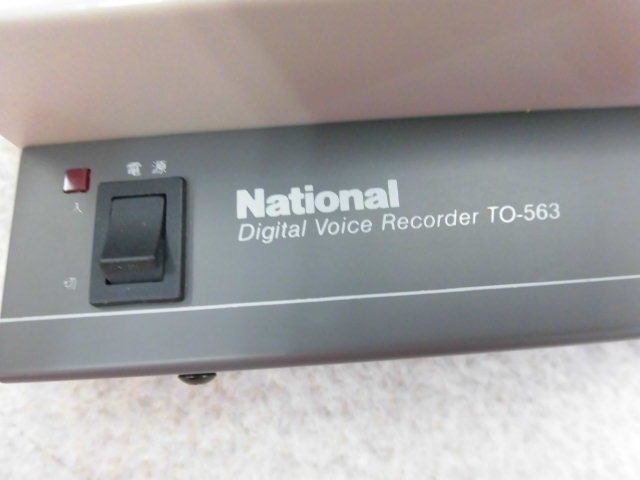 電源
入
切
National
Digital Voice Recorder TO-563